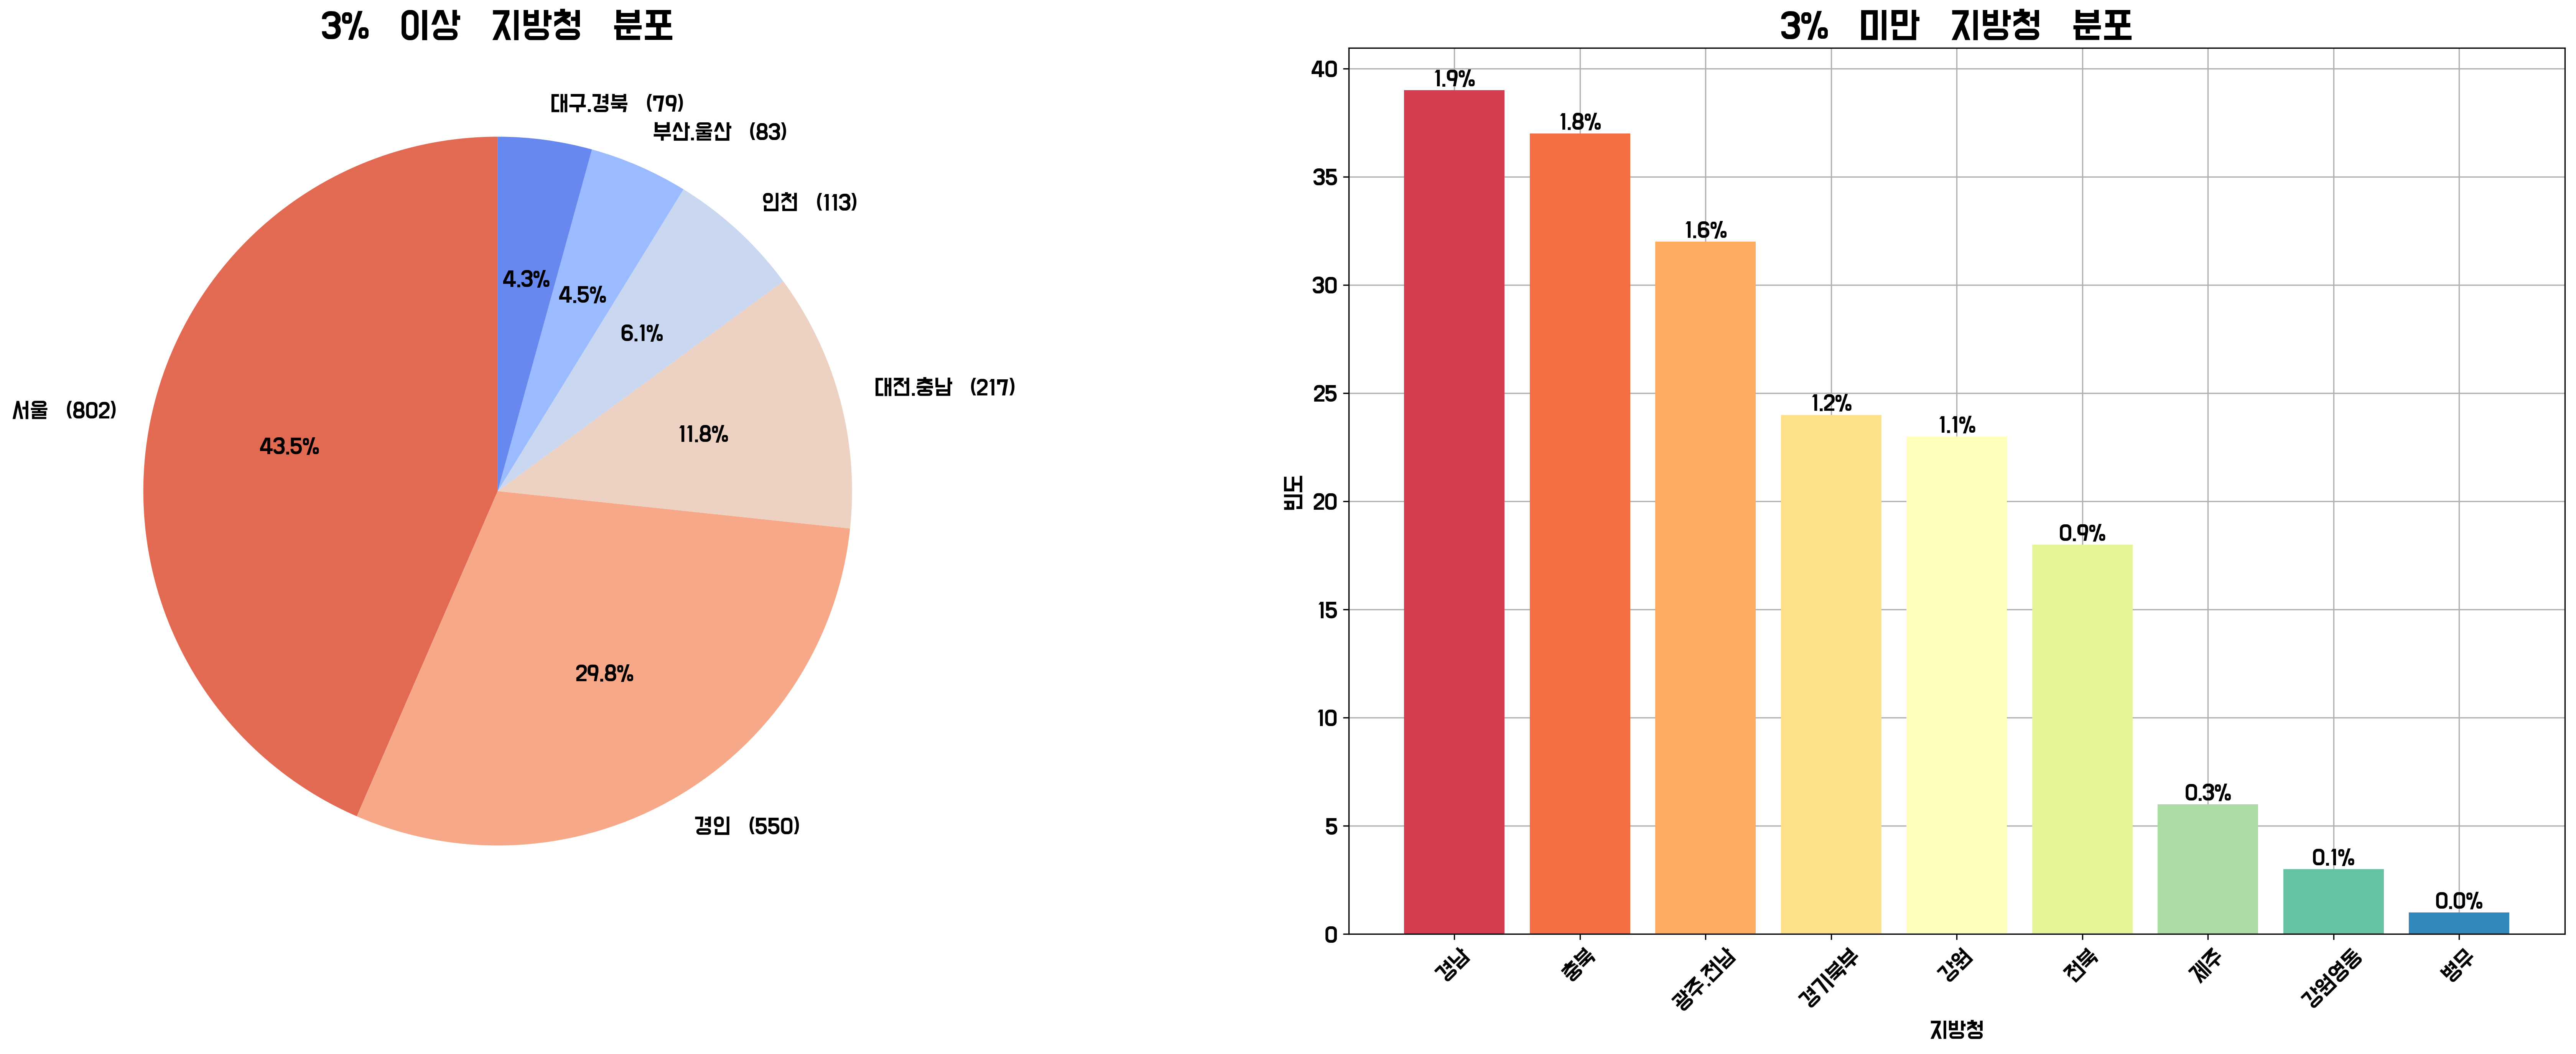 3% 이상 지방청 분포
대구.경북 (79)
부산.울산 (83)
인천 (113)
대전.충남 (217)
서울 (802)
경인 (550)
4.3%
4.5%
6.1%
11.8%
43.5%
29.8%
3% 미만 지방청 분포
빈도
40
35
30
25
20
15
10
5
0
1.9%
1.8%
1.6%
1.2%
1.1%
0.9%
0.3%
0.1%
0.0%
경남
충북
광주.전남
경기북부
강원
전북
제주
강원영동
병무
지방청